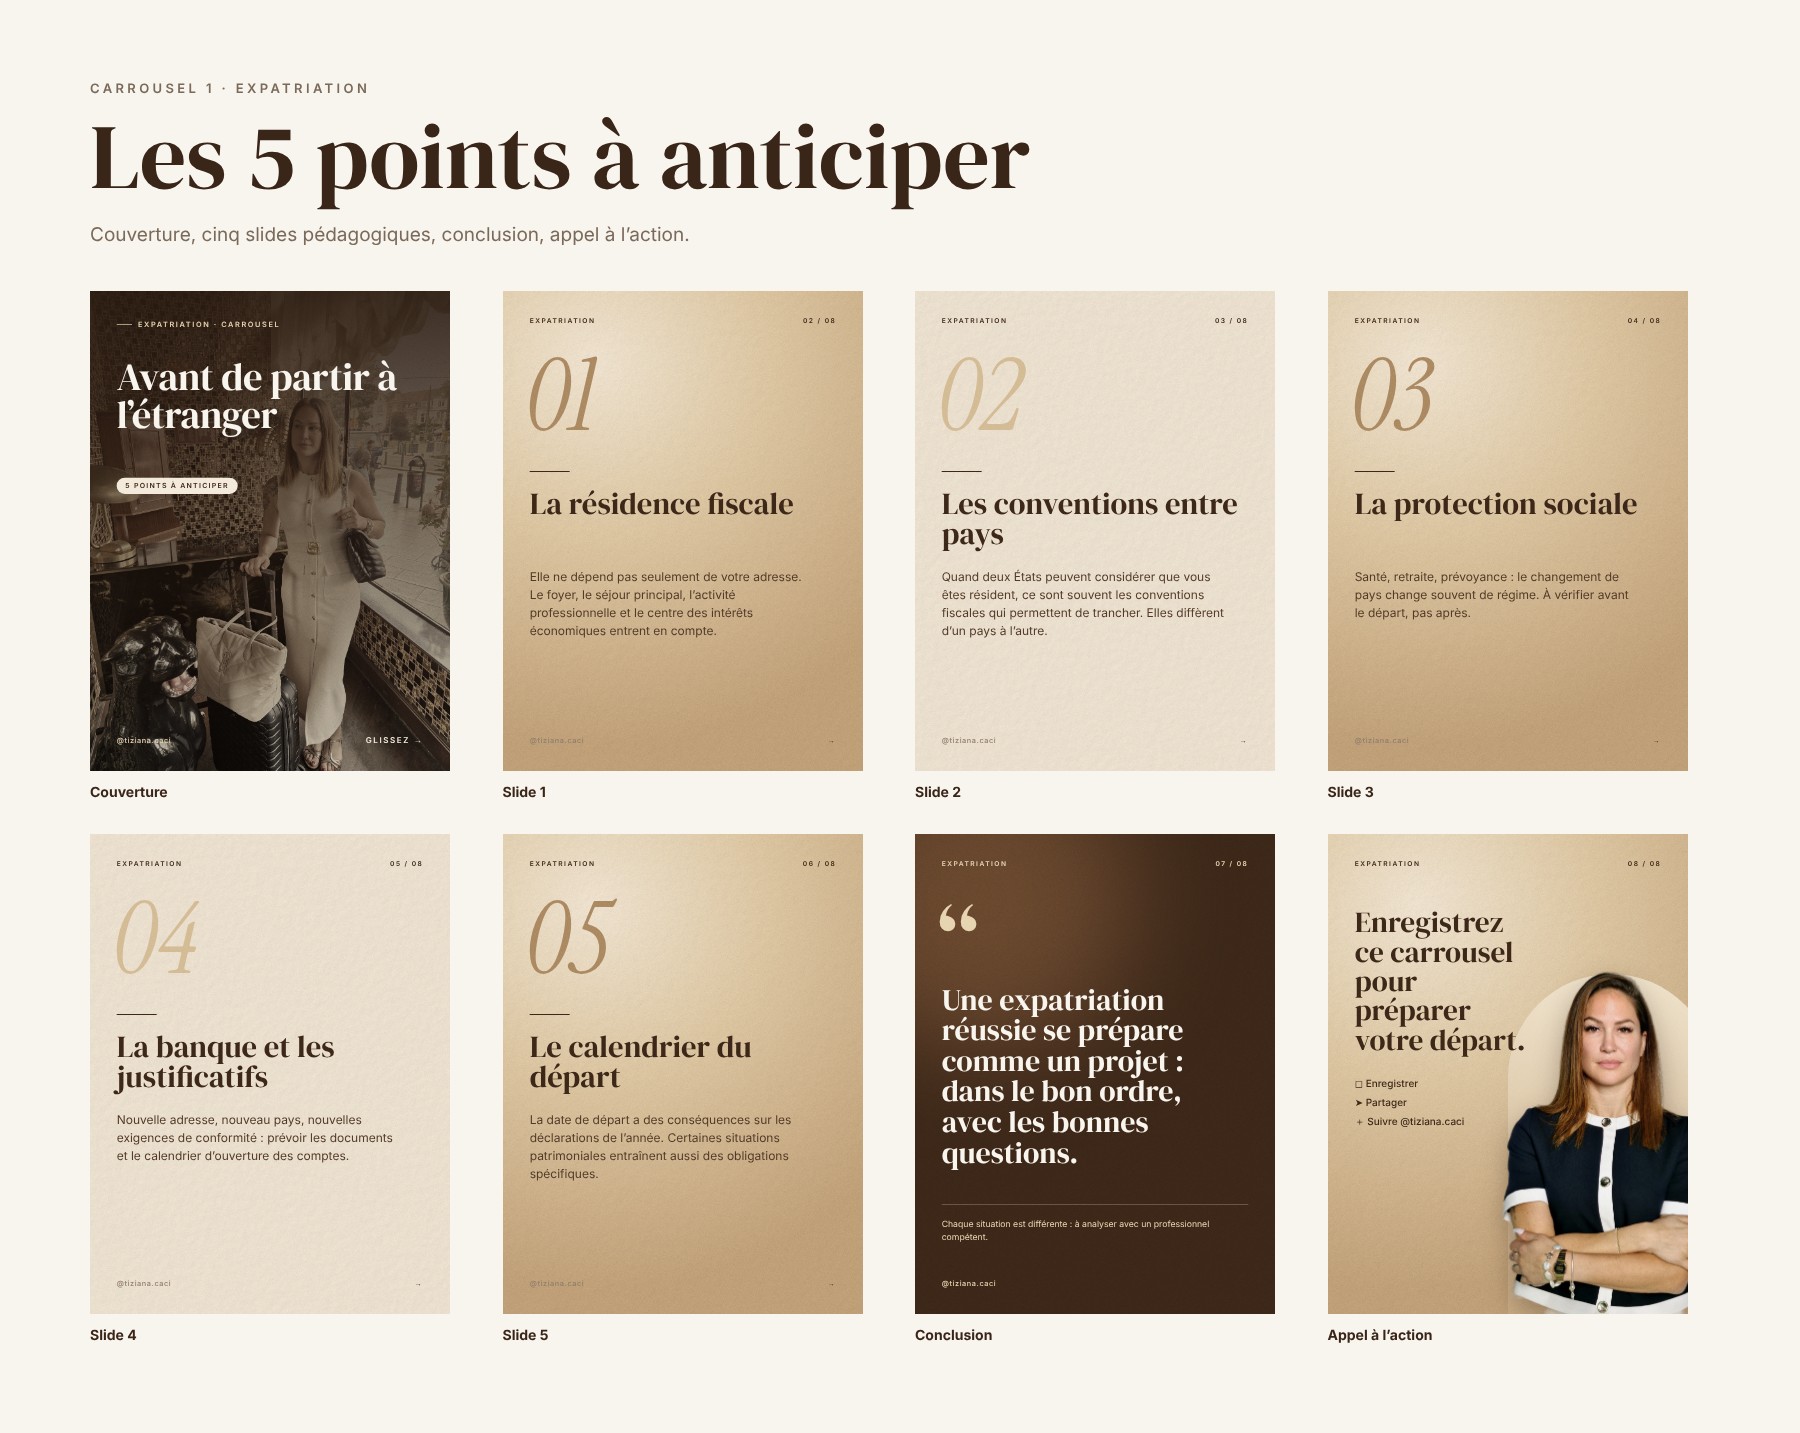 CARROUSEL 1 · EXPATRIATION
Les 5 points à anticiper
Couverture, cinq slides pédagogiques, conclusion, appel à l’action.
— EXPATRIATION · CARROUSEL
Avant de partir à
l’étranger
5 POINTS À ANTICIPER
@tiziana.caci
GLISSEZ →
Couverture
EXPATRIATION
02 / 08
01
La résidence fiscale
Elle ne dépend pas seulement de votre adresse.
Le foyer, le séjour principal, l’activité
professionnelle et le centre des intérêts
économiques entrent en compte.
@tiziana.caci
→
Slide 1
EXPATRIATION
03 / 08
02
Les conventions entre
pays
Quand deux États peuvent considérer que vous
êtes résident, ce sont souvent les conventions
fiscales qui permettent de trancher. Elles diffèrent
d’un pays à l’autre.
@tiziana.caci
→
Slide 2
EXPATRIATION
04 / 08
03
La protection sociale
Santé, retraite, prévoyance : le changement de
pays change souvent de régime. À vérifier avant
le départ, pas après.
@tiziana.caci
→
Slide 3
EXPATRIATION
05 / 08
04
La banque et les
justificatifs
Nouvelle adresse, nouveau pays, nouvelles
exigences de conformité : prévoir les documents
et le calendrier d’ouverture des comptes.
@tiziana.caci
→
Slide 4
EXPATRIATION
06 / 08
05
Le calendrier du
départ
La date de départ a des conséquences sur les
déclarations de l’année. Certaines situations
patrimoniales entraînent aussi des obligations
spécifiques.
@tiziana.caci
→
Slide 5
EXPATRIATION
07 / 08
“
Une expatriation
réussie se prépare
comme un projet :
dans le bon ordre,
avec les bonnes
questions.
Chaque situation est différente : à analyser avec un professionnel
compétent.
@tiziana.caci
Conclusion
EXPATRIATION
08 / 08
Enregistrez
ce carrousel
pour
préparer
votre départ.
◻ Enregistrer
➤ Partager
+ Suivre @tiziana.caci
Appel à l’action